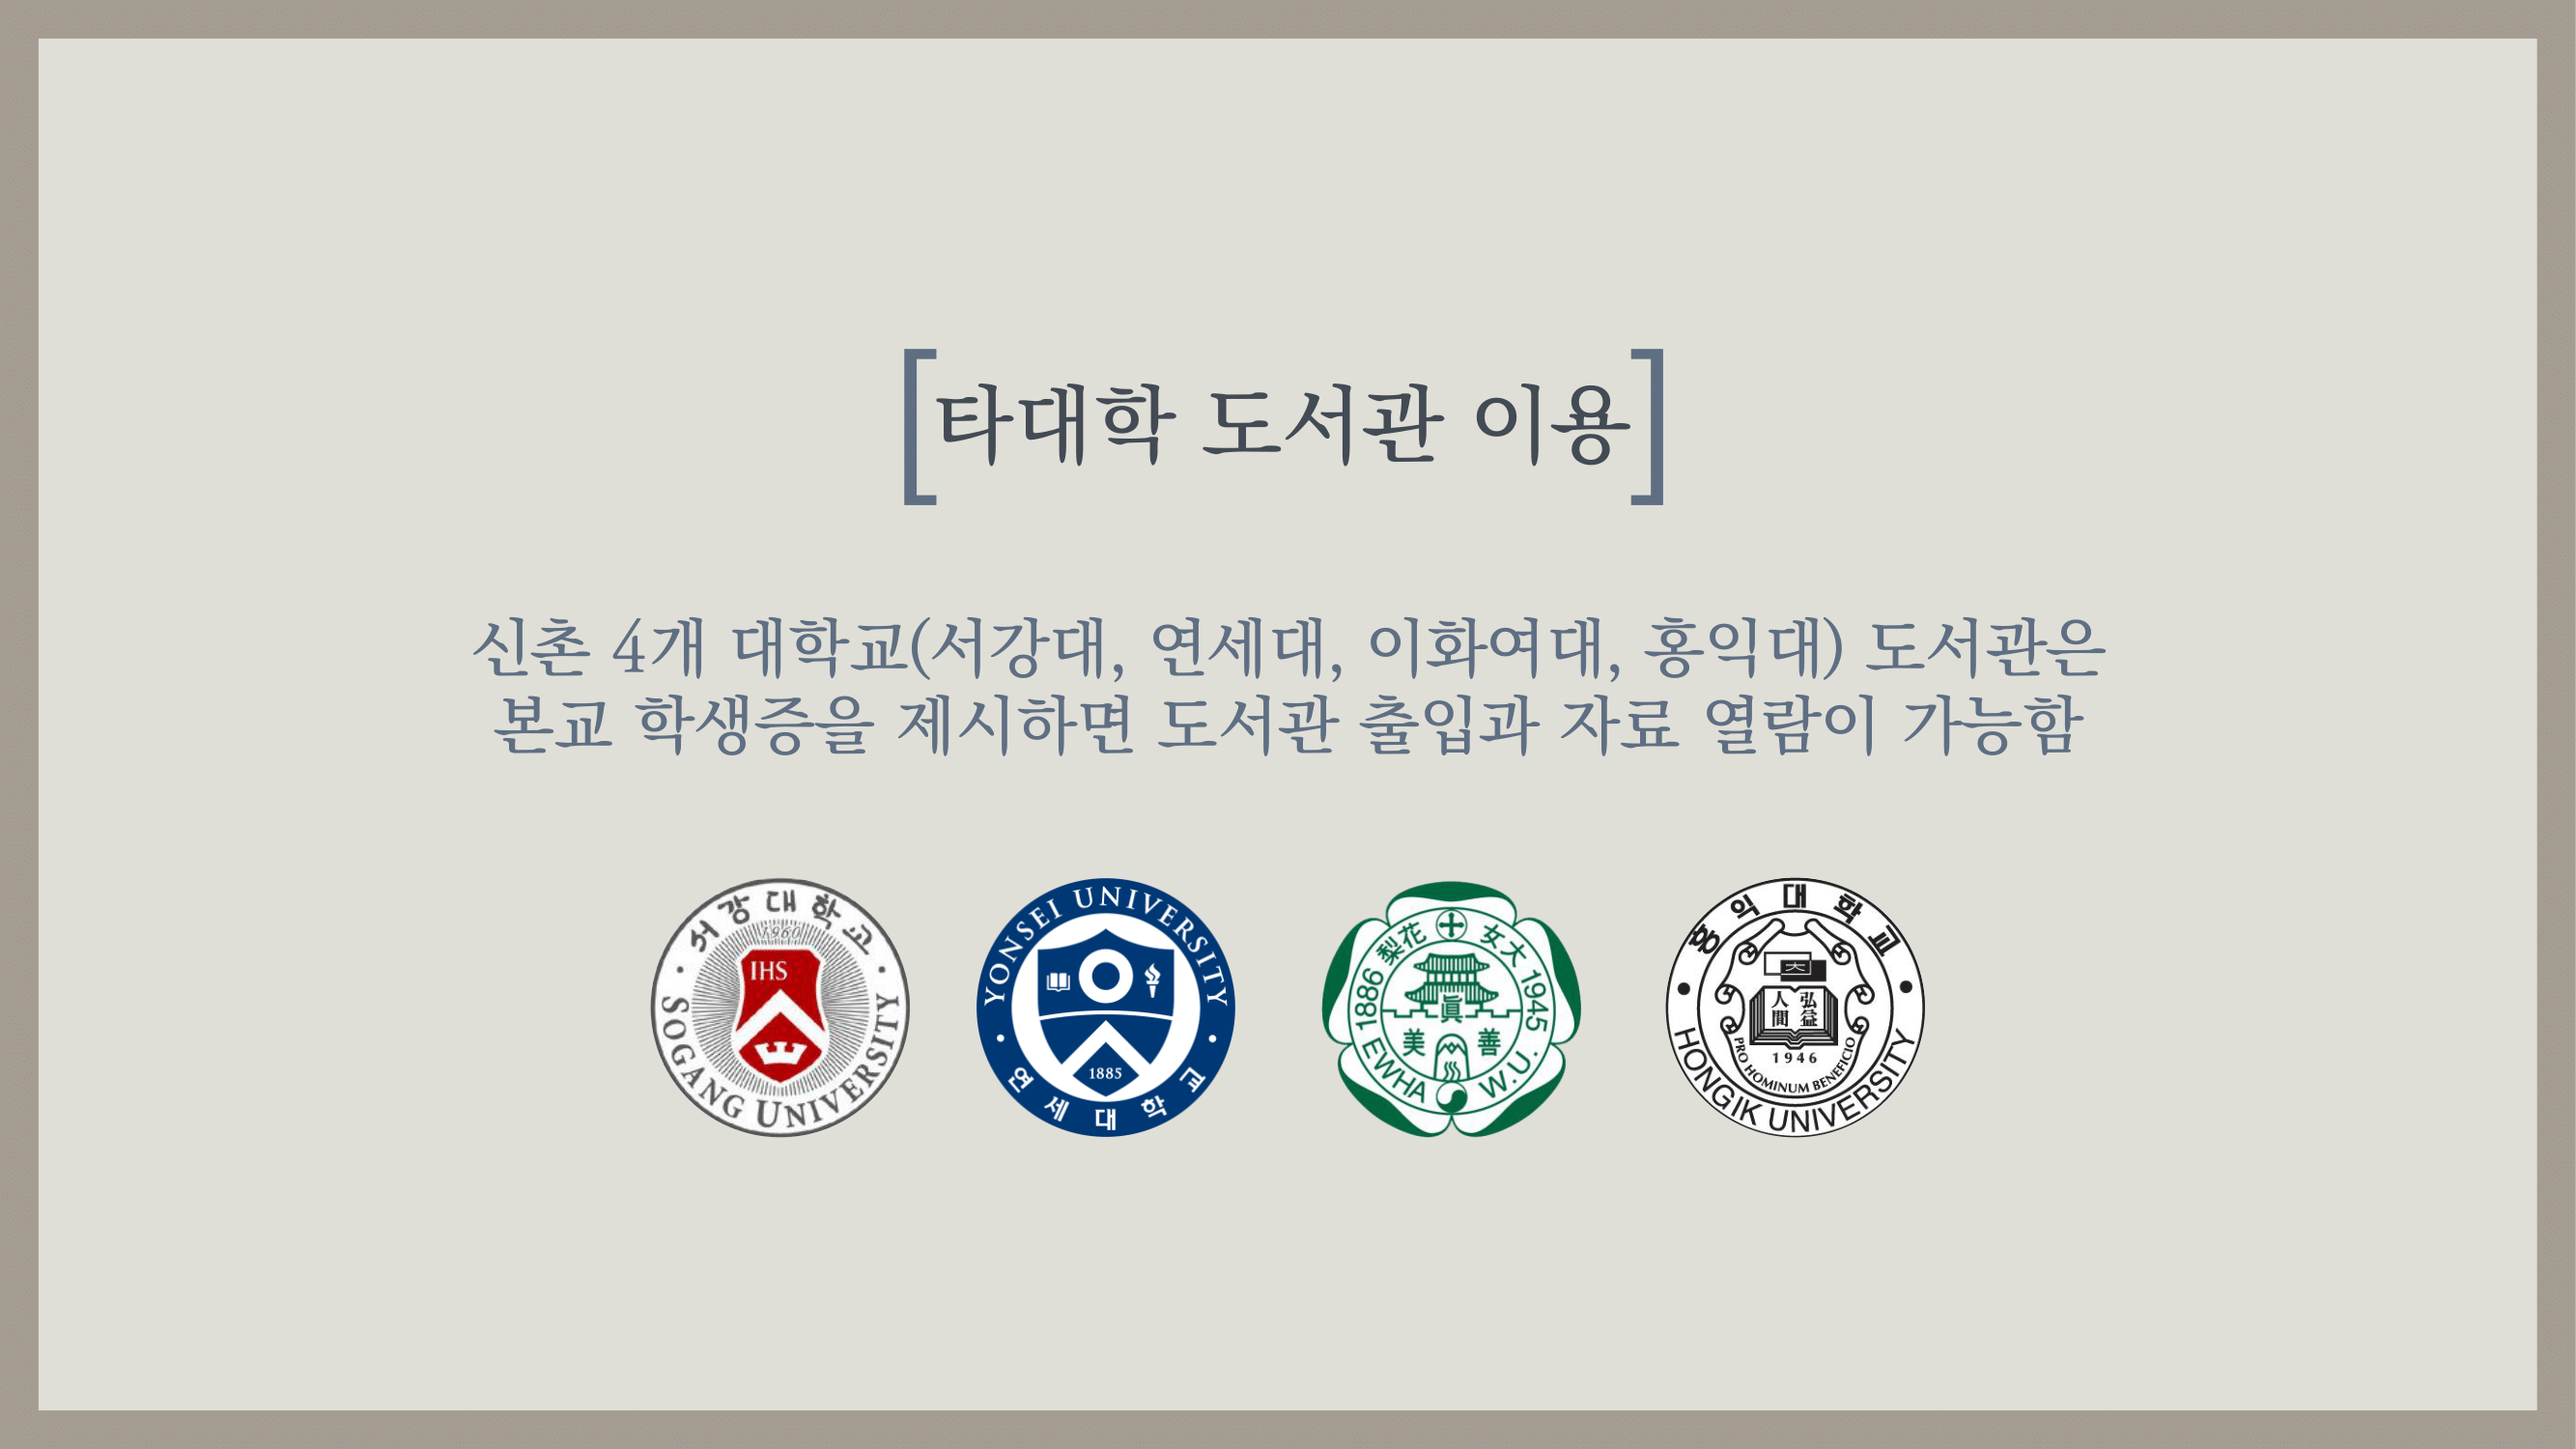 [타대학 도서관 이용]
신촌 4개 대학교(서강대, 연세대, 이화여대, 홍익대) 도서관은
본교 학생증을 제시하면 도서관 출입과 자료 열람이 가능함
서강대학교
1960
IHS
SOGANG UNIVERSITY
YONSEI UNIVERSITY
1885
연세대학교
梨花女大
1886
1945
眞
美 善
EWHA W.U.
홍익대학교
大
人間 弘益
1946
PRO HOMINUM BENEFICIO
HONGIK UNIVERSITY